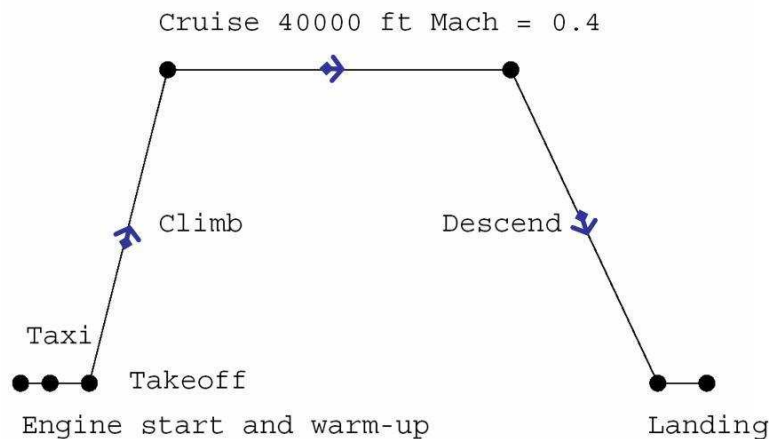 Cruise 40000 ft Mach = 0.4
Climb
Descend
Taxi
Takeoff
Engine start and warm-up
Landing